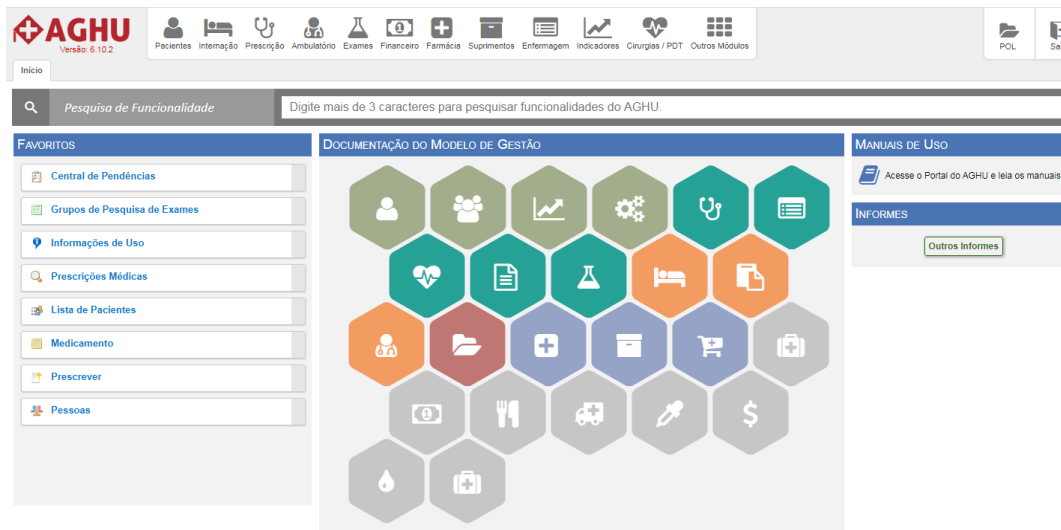 AGHU
Versão: 6.10.2
Pacientes Internação Prescrição Ambulatório Exames Financeiro Farmácia Suprimentos Enfermagem Indicadores Cirurgias / PDT Outros Módulos
POL
Início
Pesquisa de Funcionalidade
Digite mais de 3 caracteres para pesquisar funcionalidades do AGHU.
Favoritos
Central de Pendências
Grupos de Pesquisa de Exames
Informações de Uso
Prescrições Médicas
Lista de Pacientes
Medicamento
Prescrever
Pessoas
Documentação do Modelo de Gestão
Manuais de Uso
Acesse o Portal do AGHU e leia os manuais
Informes
Outros Informes